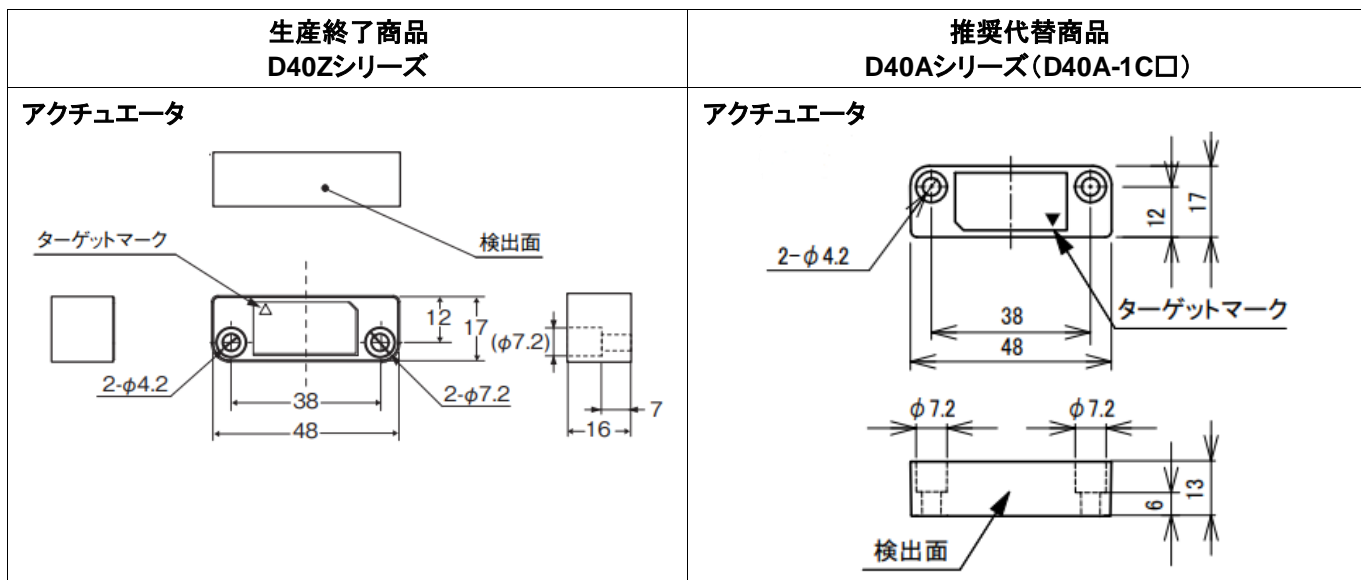 生産終了商品
D40Zシリーズ
推奨代替商品
D40Aシリーズ（D40A-1C□）
アクチュエータ
検出面
ターゲットマーク
12
17
(φ7.2)
2-φ4.2
38
2-φ7.2
48
7
16
アクチュエータ
12
17
2-φ4.2
ターゲットマーク
38
48
φ7.2
φ7.2
6
13
検出面